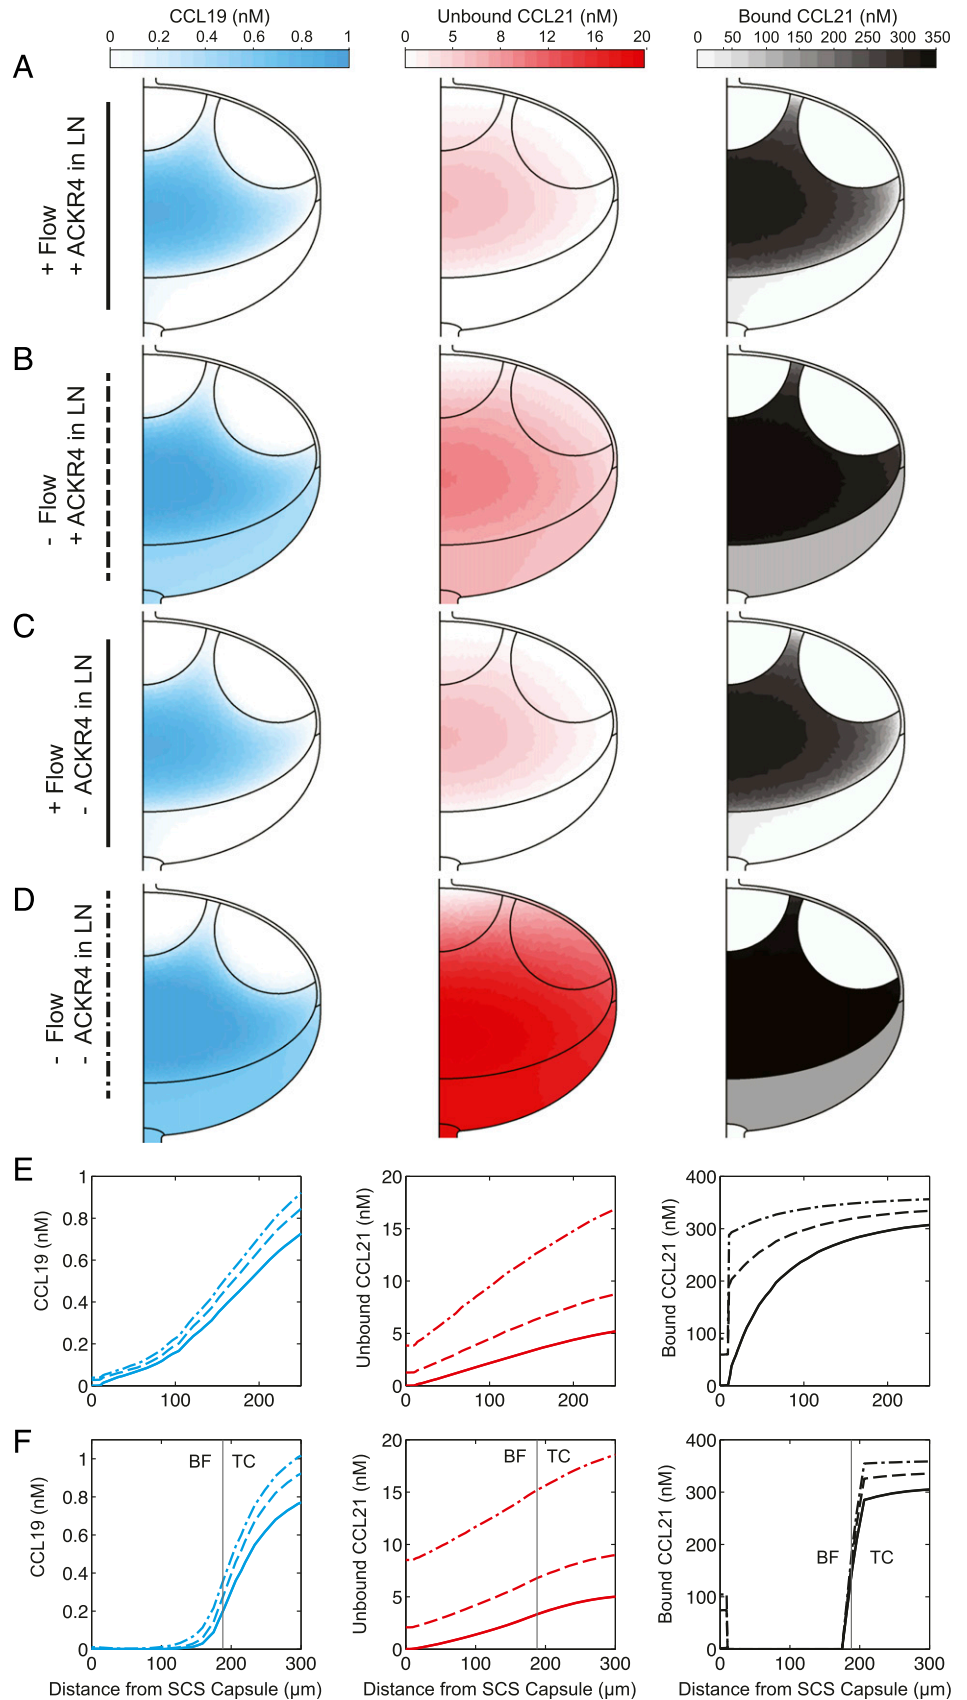 CCL19 (nM)
Unbound CCL21 (nM)
Bound CCL21 (nM)
0 0.2 0.4 0.6 0.8 1
0 5 8 12 16 20
0 50 100 150 200 250 300 350
A
+ Flow
+ ACKR4 in LN
B
- Flow
+ ACKR4 in LN
C
+ Flow
- ACKR4 in LN
D
- Flow
- ACKR4 in LN
E
CCL19 (nM)
1
0.8
0.6
0.4
0.2
0
0 100 200
Unbound CCL21 (nM)
20
15
10
5
0
0 100 200
Bound CCL21 (nM)
400
300
200
100
0
0 100 200
F
CCL19 (nM)
1
0.8
0.6
0.4
0.2
0
BF TC
0 100 200 300
Distance from SCS Capsule (µm)
Unbound CCL21 (nM)
20
15
10
5
0
BF TC
0 100 200 300
Distance from SCS Capsule (µm)
Bound CCL21 (nM)
400
300
200
100
0
BF TC
0 100 200 300
Distance from SCS Capsule (µm)